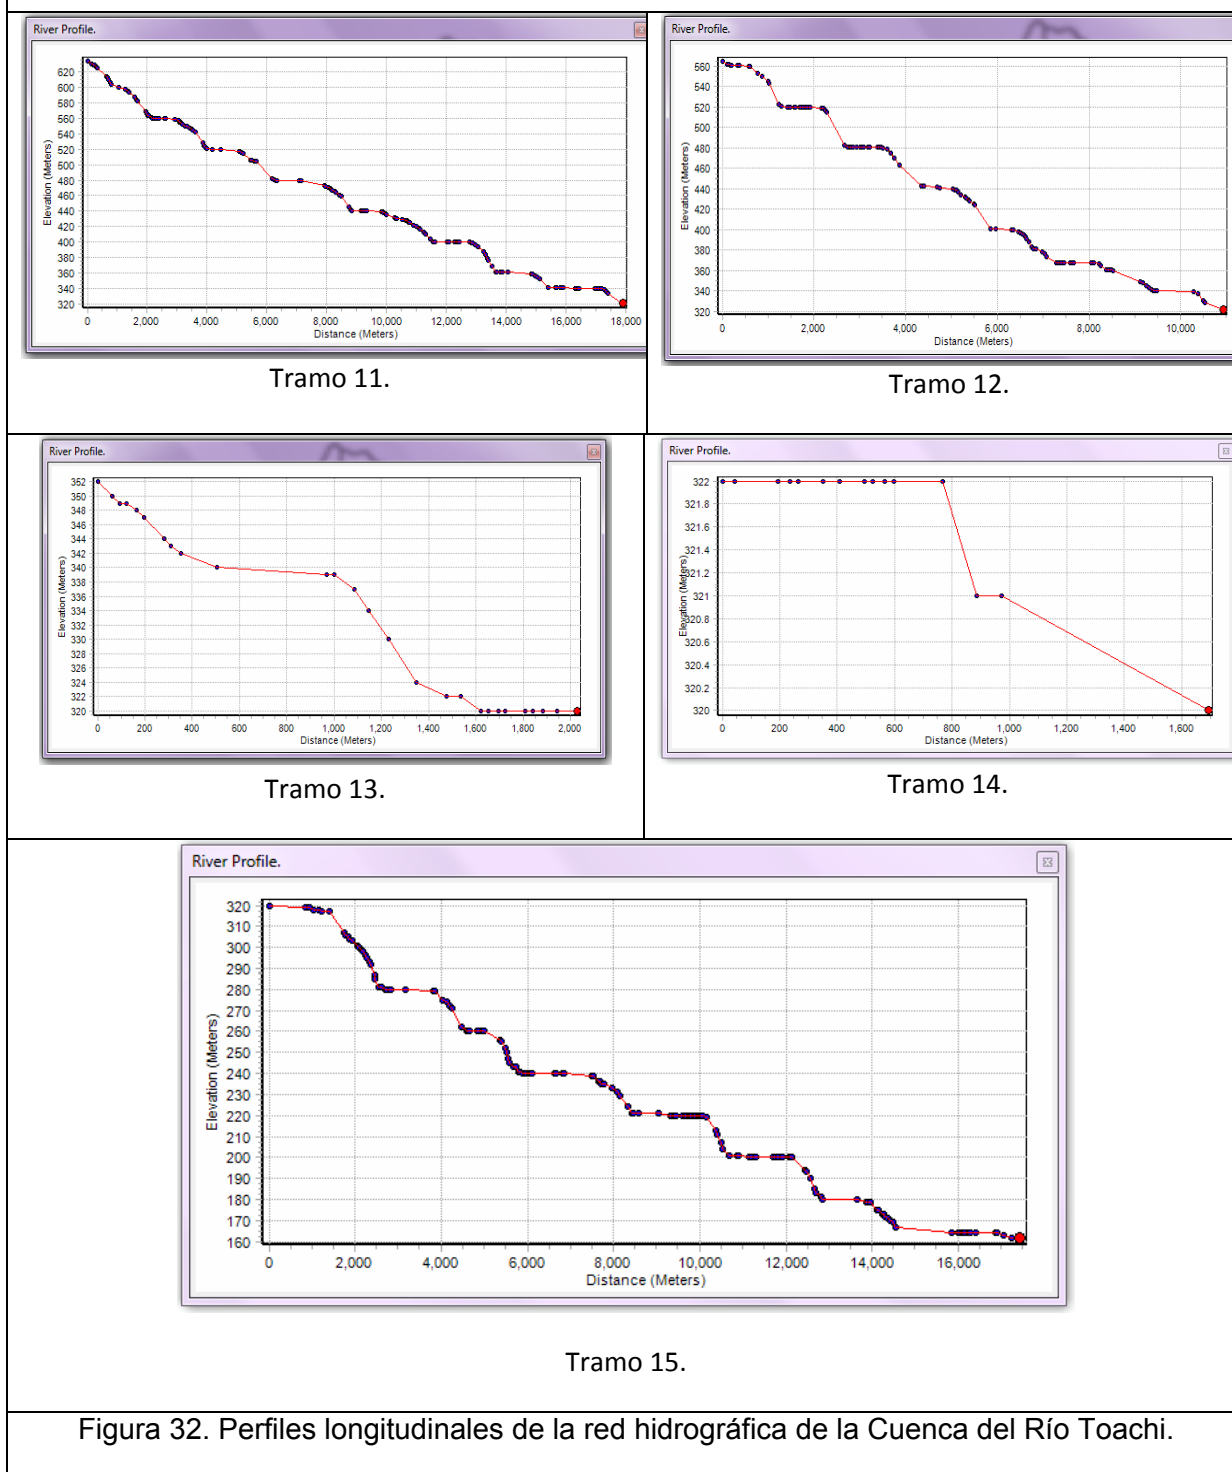 River Profile.
Elevation (Meters)
620
600
580
560
540
520
500
480
460
440
420
400
380
360
340
320
0 2,000 4,000 6,000 8,000 10,000 12,000 14,000 16,000 18,000
Distance (Meters)
Tramo 11.
River Profile.
Elevation (Meters)
560
540
520
500
480
460
440
420
400
380
360
340
320
0 2,000 4,000 6,000 8,000 10,000
Distance (Meters)
Tramo 12.
River Profile.
Elevation (Meters)
352
350
348
346
344
340
338
336
334
330
328
326
324
320
0 200 400 600 800 1,000 1,200 1,400 1,600 1,800 2,000
Distance (Meters)
Tramo 13.
River Profile.
Elevation (Meters)
322
321.8
321.6
321.4
321.2
321
320.8
320.6
320.4
320.2
320
0 200 400 600 800 1,000 1,200 1,400 1,600
Distance (Meters)
Tramo 14.
River Profile.
Elevation (Meters)
320
310
300
290
280
270
260
250
240
230
220
210
200
190
180
170
160
0 2,000 4,000 6,000 8,000 10,000 12,000 14,000 16,000
Distance (Meters)
Tramo 15.
Figura 32. Perfiles longitudinales de la red hidrográfica de la Cuenca del Río Toachi.